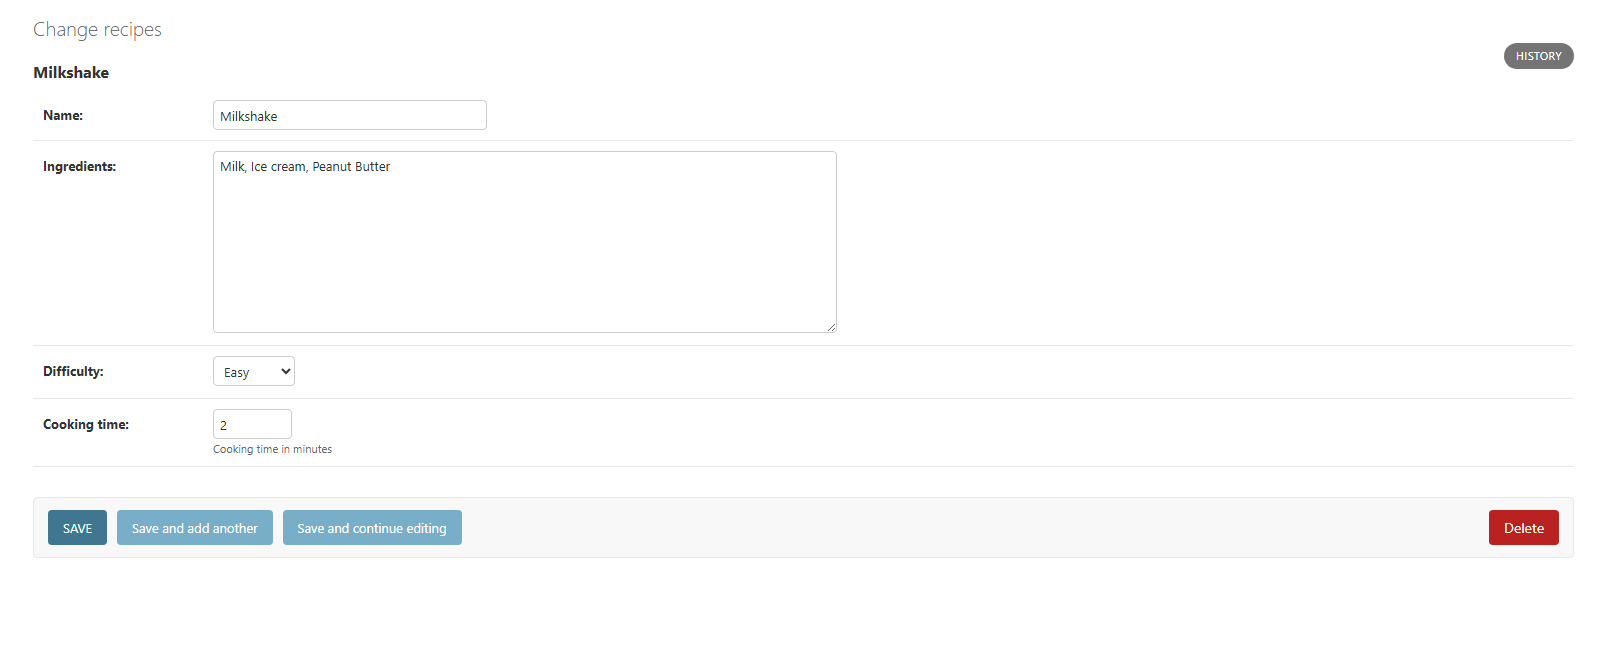 Change recipes
HISTORY
Milkshake
Name:
Milkshake
Ingredients:
Milk, Ice cream, Peanut Butter
Difficulty:
Easy
Cooking time:
2
Cooking time in minutes
SAVE
Save and add another
Save and continue editing
Delete